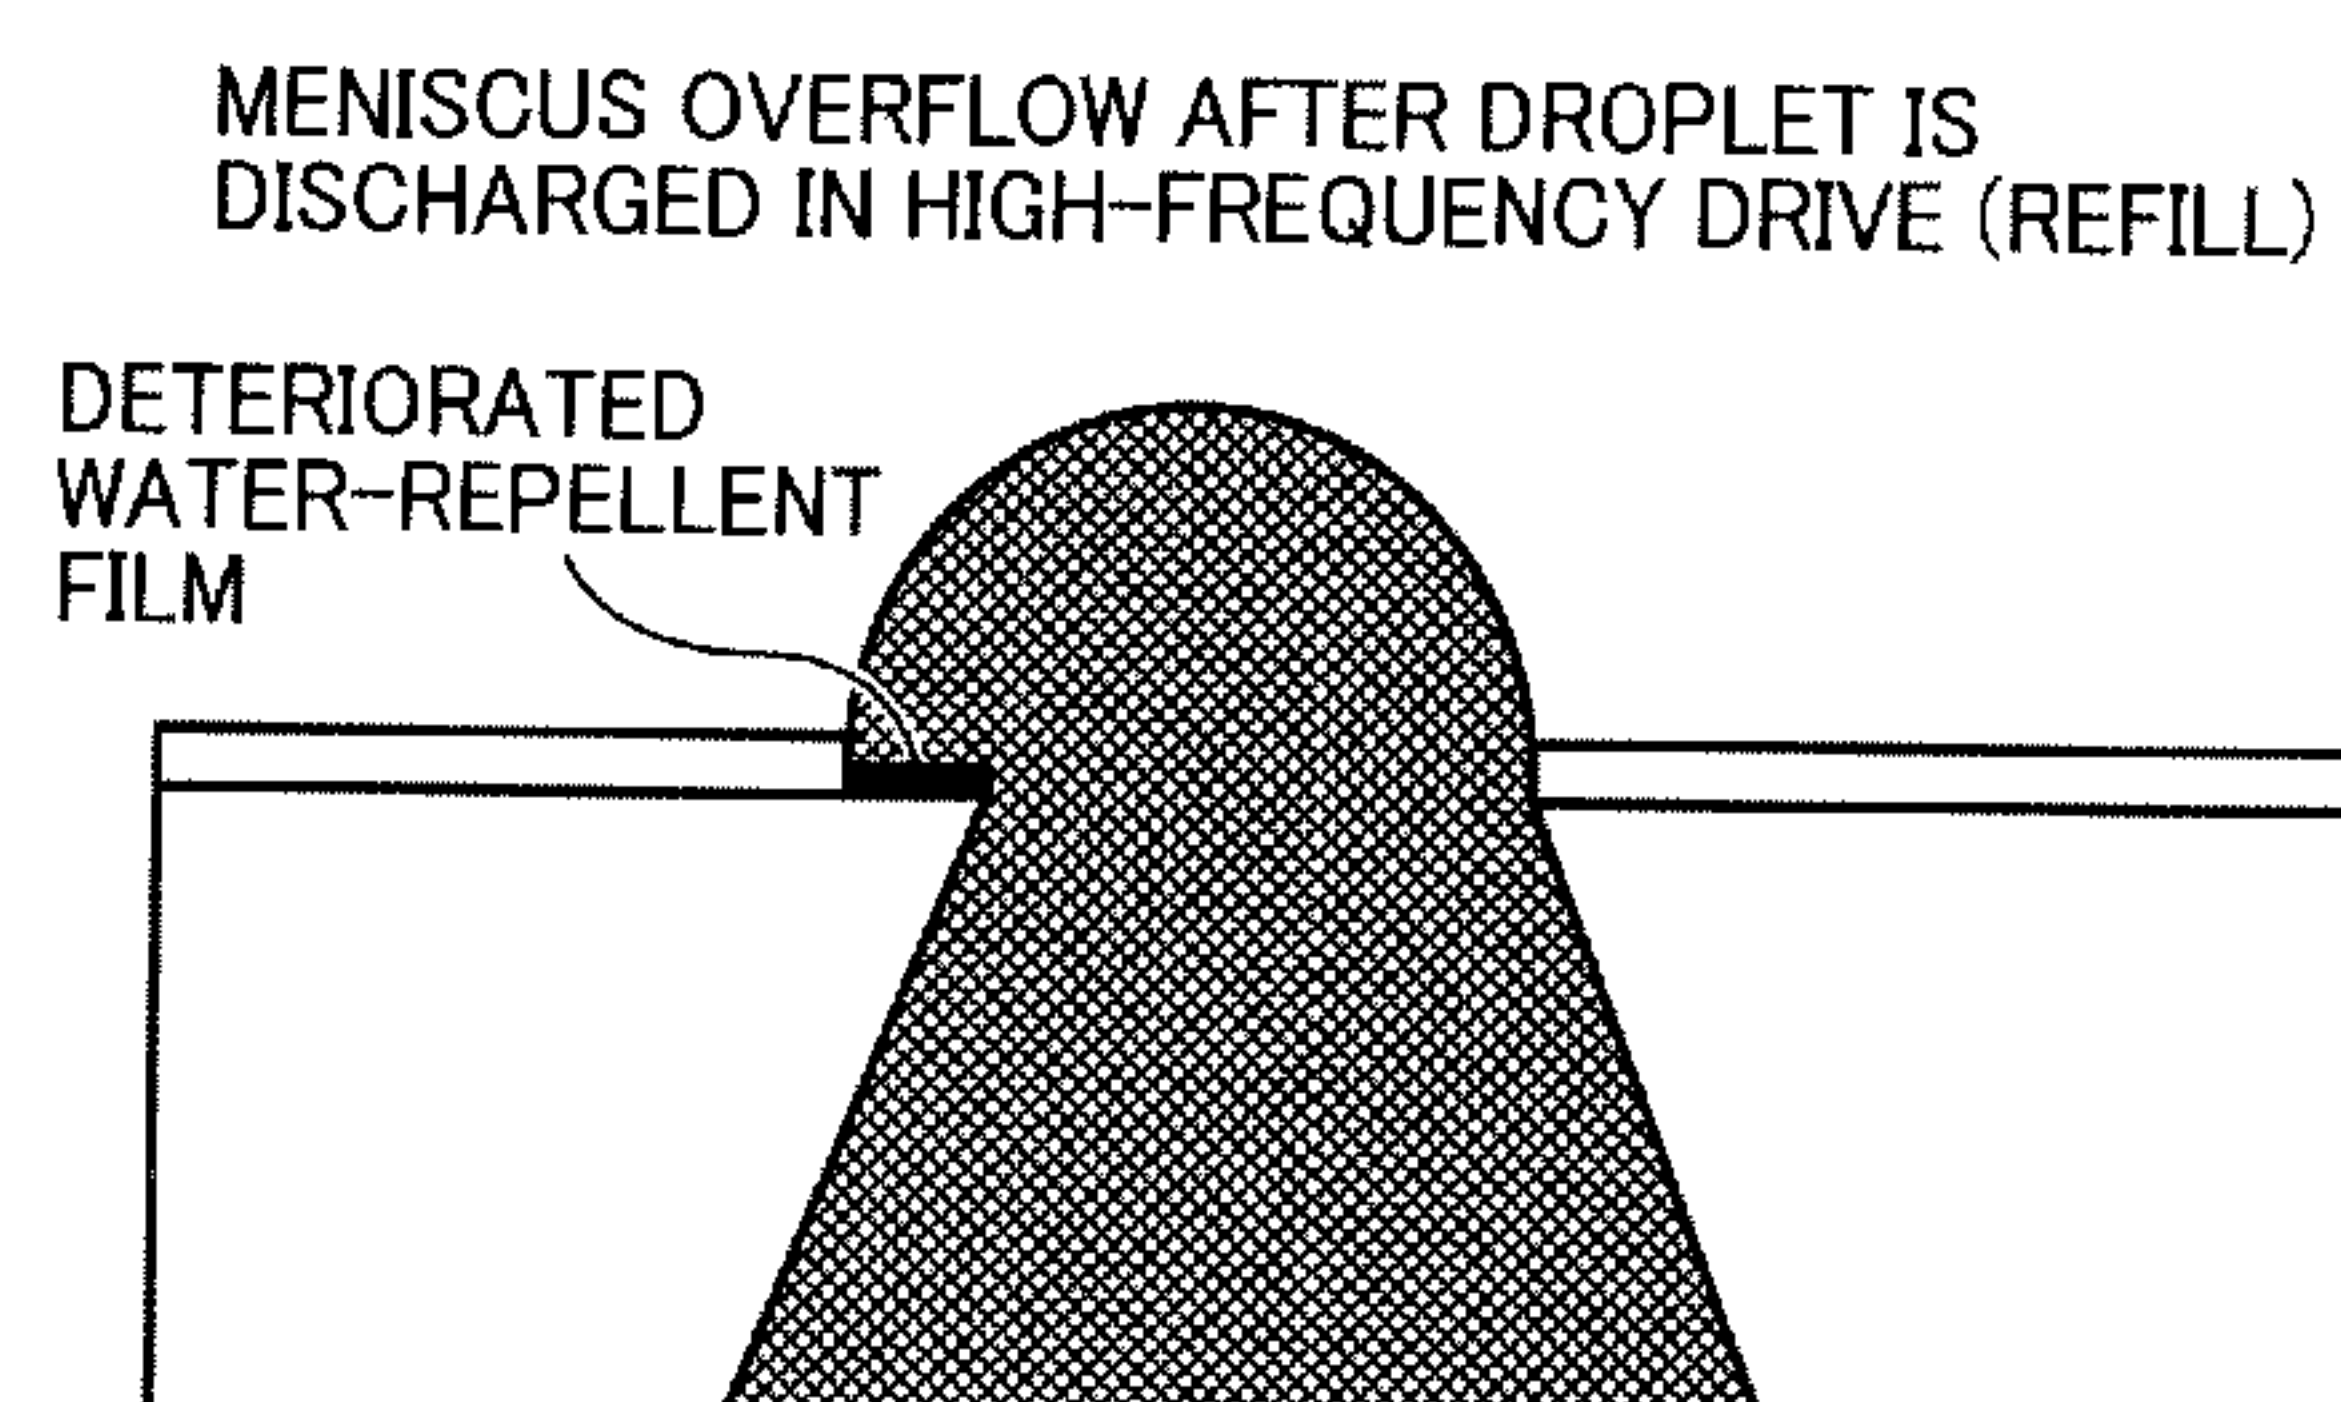 MENISCUS OVERFLOW AFTER DROPLET IS
DISCHARGED IN HIGH-FREQUENCY DRIVE (REFILL)
DETERIORATED
WATER-REPELLENT
FILM